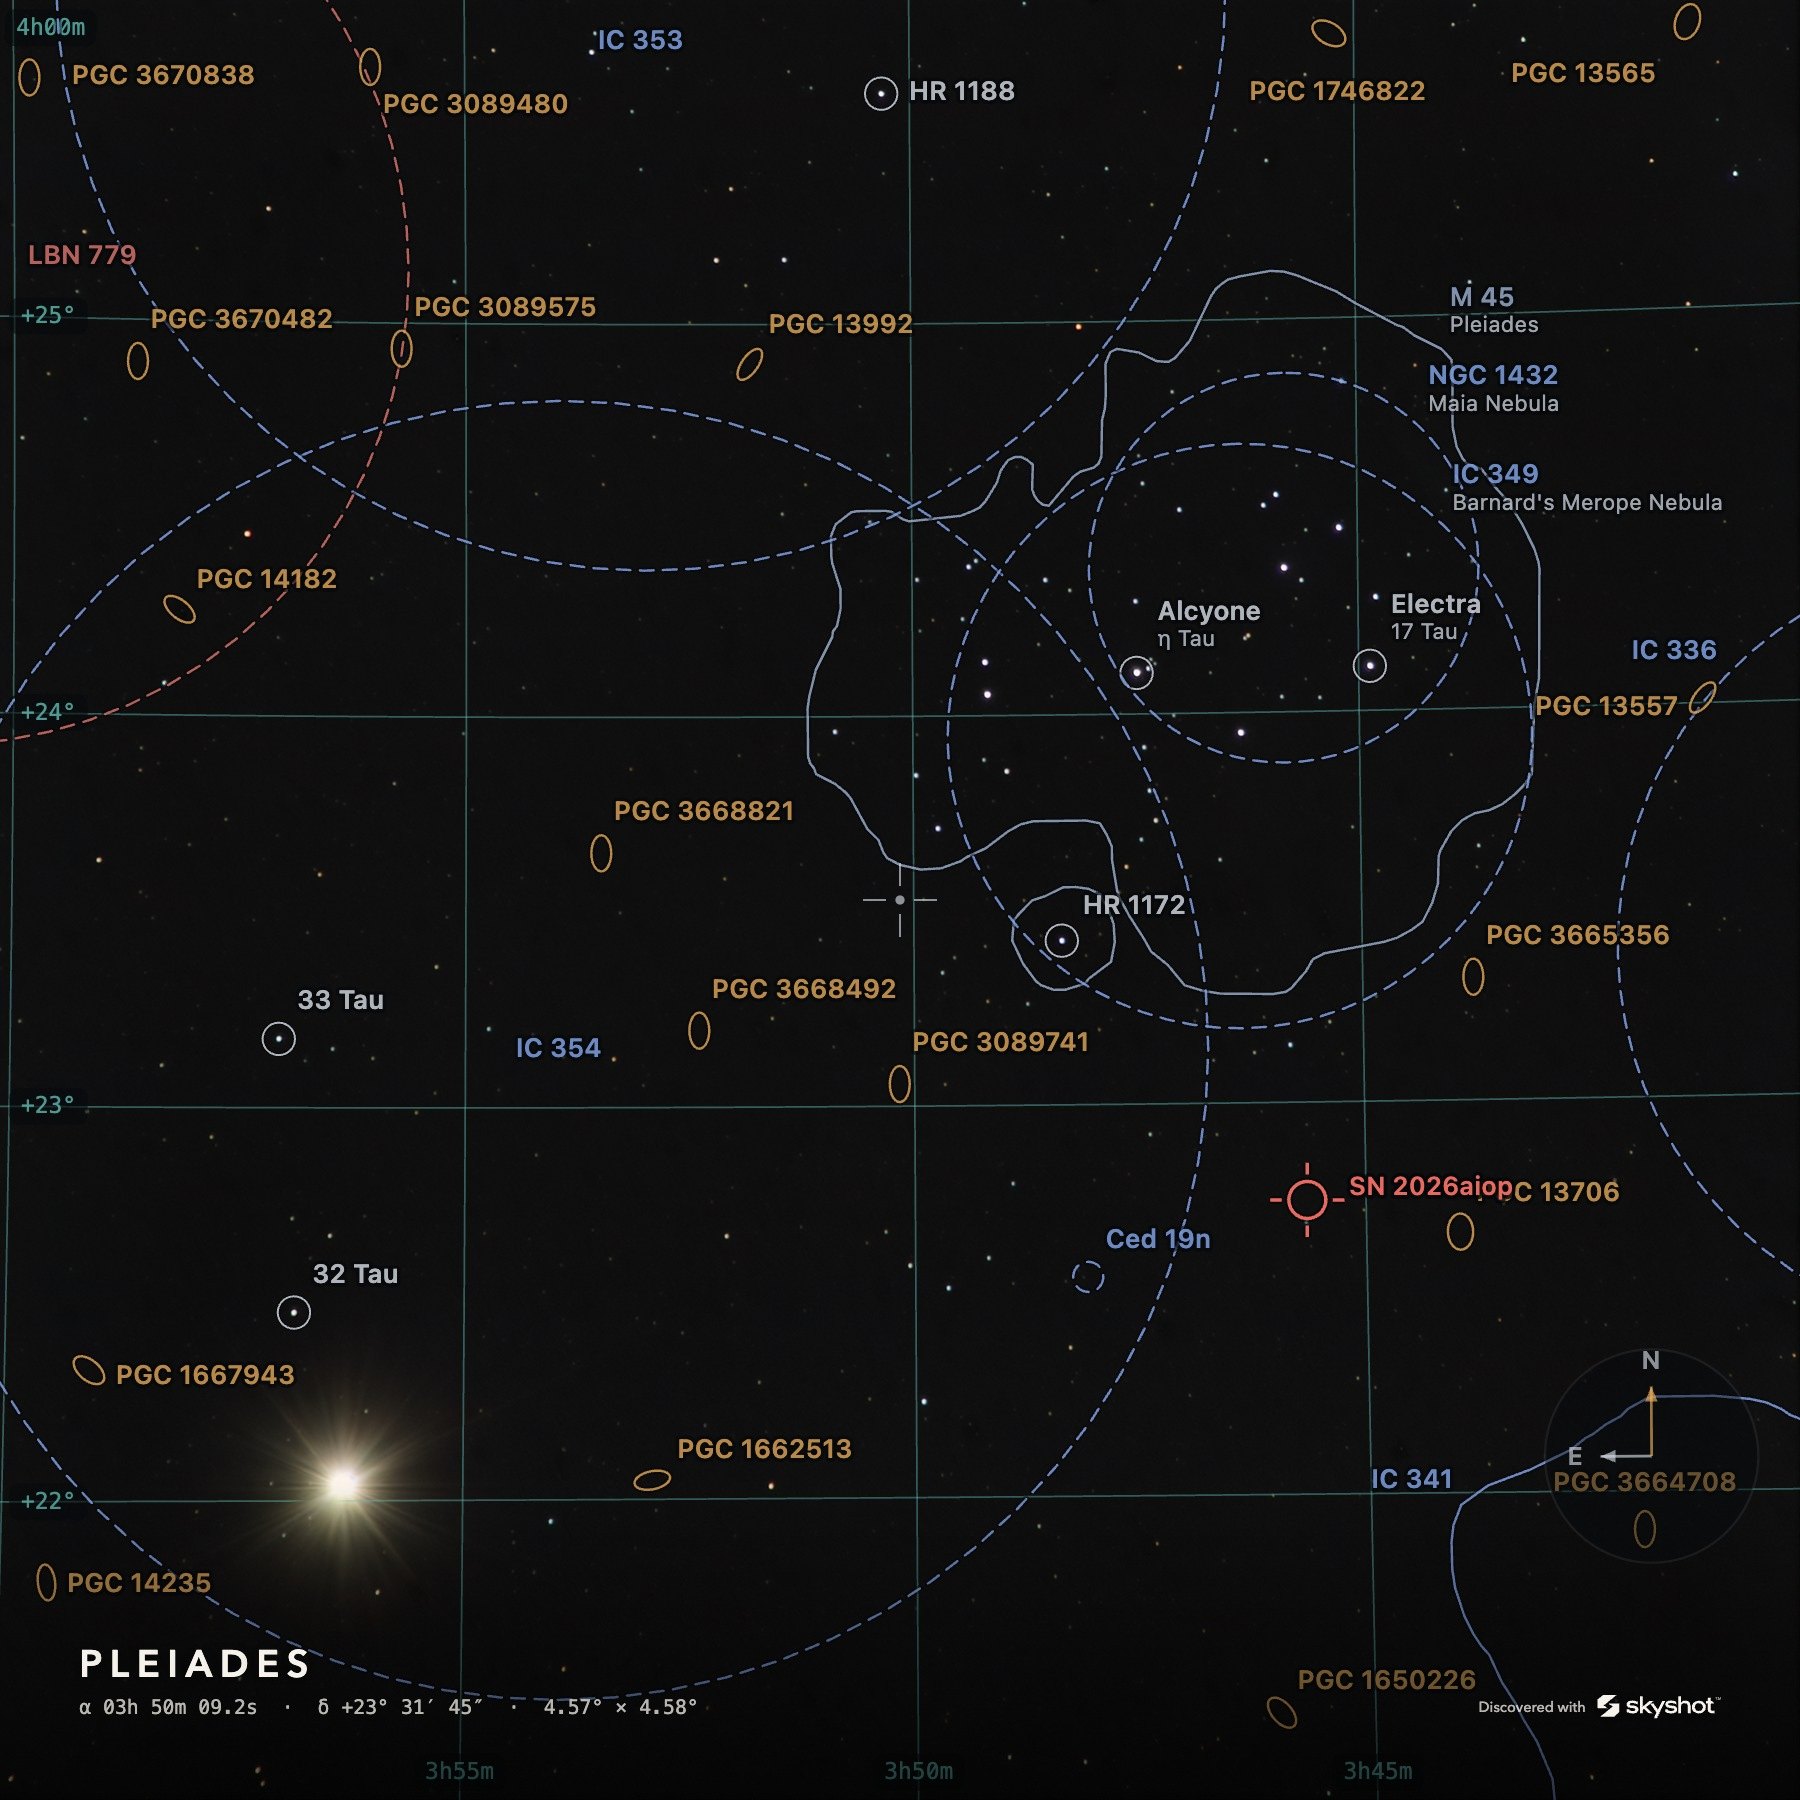 4h00m
IC 353
PGC 3670838
PGC 3089480
HR 1188
PGC 1746822
PGC 13565
LBN 779
+25°
PGC 3670482
PGC 3089575
PGC 13992
M 45
Pleiades
NGC 1432
Maia Nebula
IC 349
Barnard's Merope Nebula
PGC 14182
Alcyone
η Tau
Electra
17 Tau
IC 336
+24°
PGC 13557
PGC 3668821
HR 1172
PGC 3665356
33 Tau
PGC 3668492
IC 354
PGC 3089741
+23°
SN 2026aiop
C 13706
Ced 19n
32 Tau
PGC 1667943
N
E
PGC 1662513
IC 341
PGC 3664708
+22°
PGC 14235
PLEIADES
α 03h 50m 09.2s · δ +23° 31′ 45″ · 4.57° × 4.58°
PGC 1650226
Discovered with skyshot™
3h55m
3h50m
3h45m